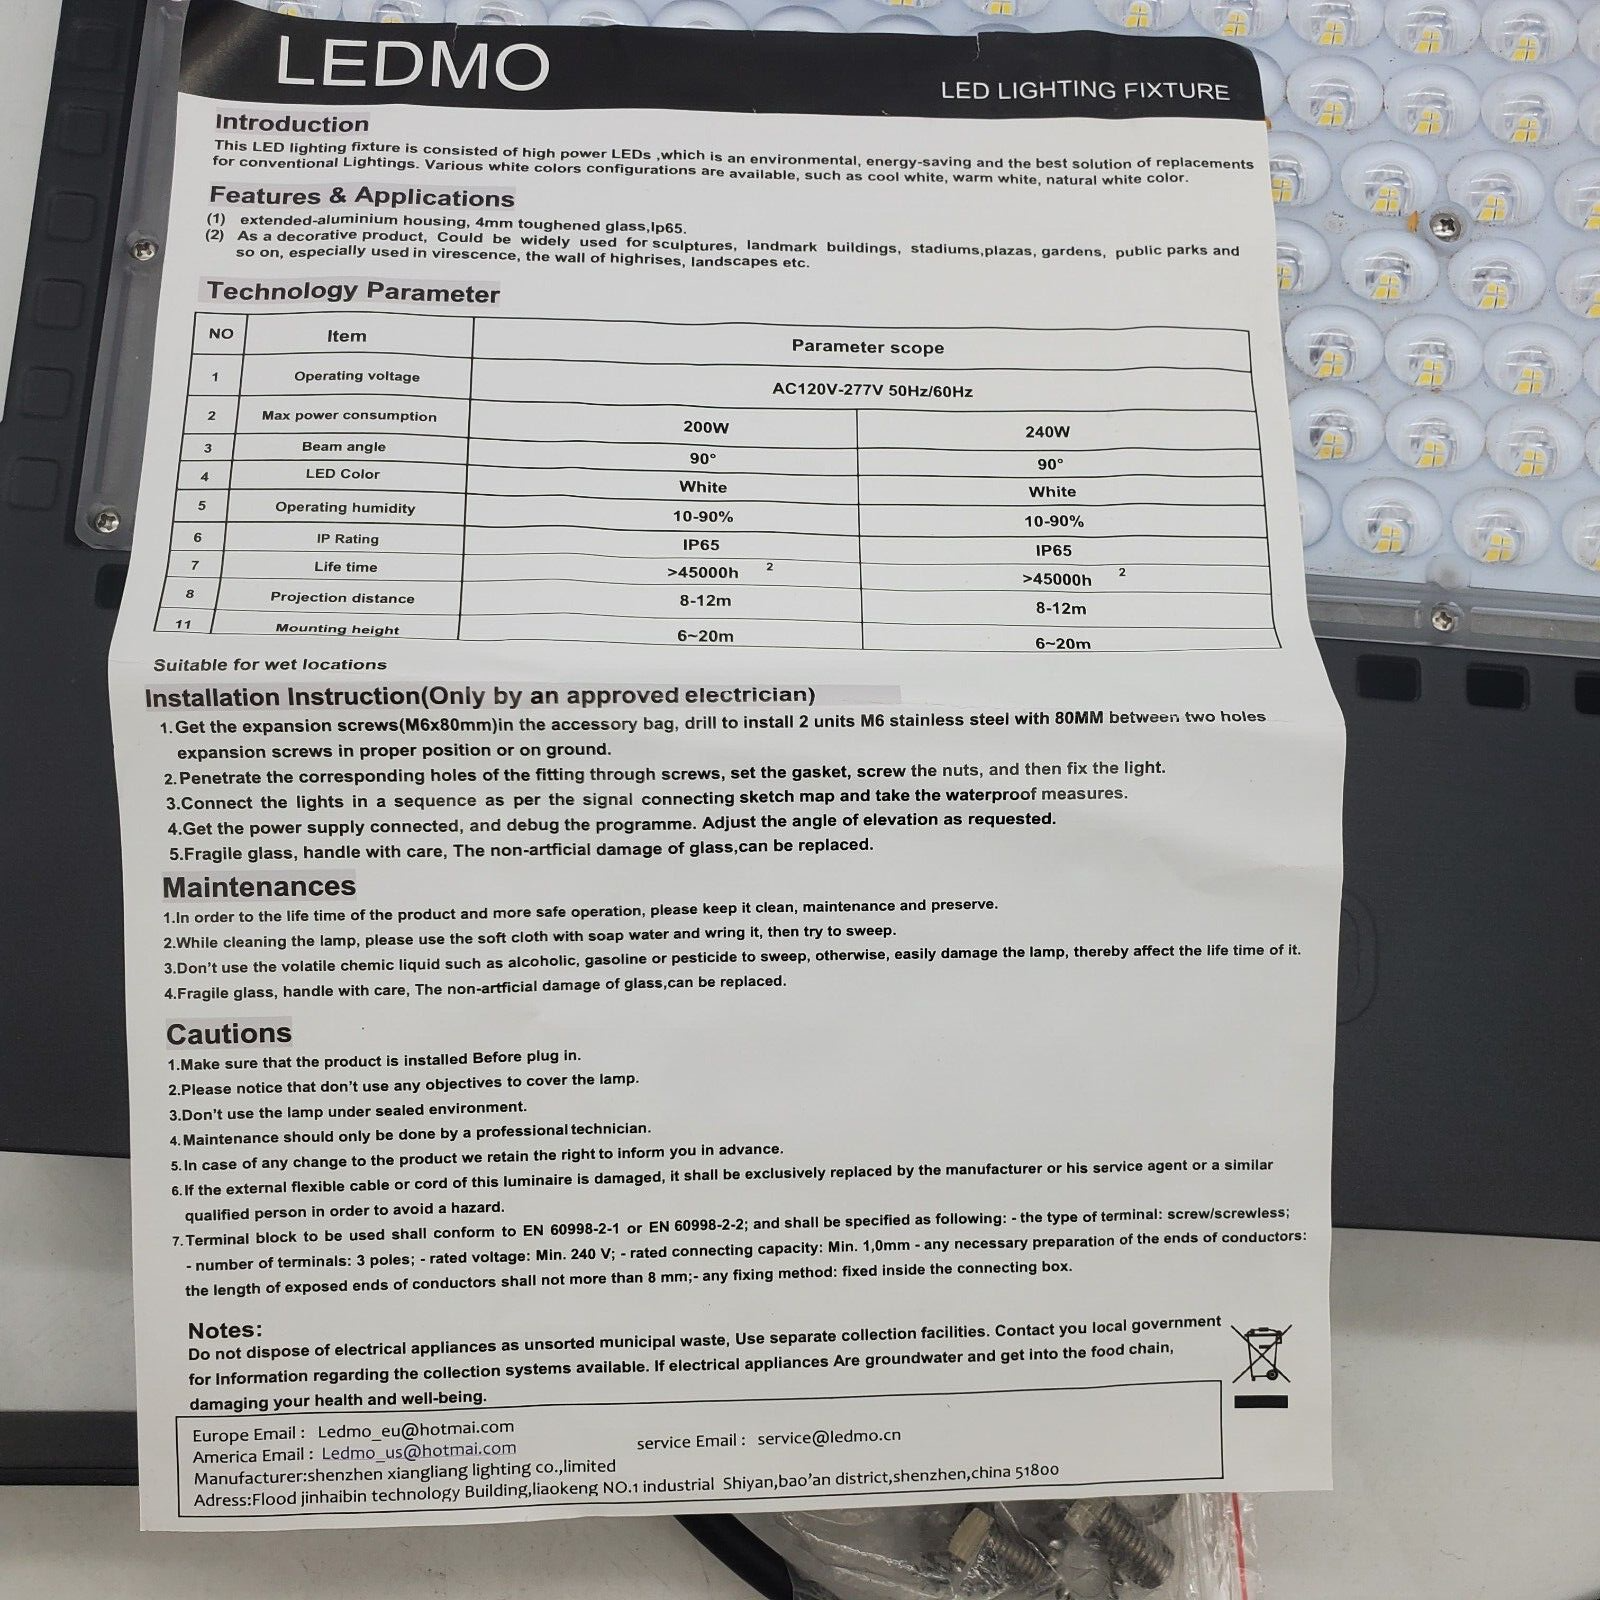 LEDMO
LED LIGHTING FIXTURE
Introduction
This LED lighting fixture is consisted of high power LEDs ,which is an environmental, energy-saving and the best solution of replacements
for conventional Lightings. Various white colors configurations are available, such as cool white, warm white, natural white color.
Features & Applications
(1) extended-aluminium housing, 4mm toughened glass,Ip65.
(2) As a decorative product, Could be widely used for sculptures, landmark buildings, stadiums,plazas, gardens, public parks and
so on, especially used in virescence, the wall of highrises, landscapes etc.
Technology Parameter
NO Item Parameter scope
1 Operating voltage AC120V-277V 50Hz/60Hz
2 Max power consumption 200W 240W
3 Beam angle 90° 90°
4 LED Color White White
5 Operating humidity 10-90% 10-90%
6 IP Rating IP65 IP65
7 Life time >45000h 2 >45000h 2
8 Projection distance 8-12m 8-12m
11 Mounting height 6~20m 6~20m
Suitable for wet locations
Installation Instruction(Only by an approved electrician)
1.Get the expansion screws(M6x80mm)in the accessory bag, drill to install 2 units M6 stainless steel with 80MM between two holes
expansion screws in proper position or on ground.
2.Penetrate the corresponding holes of the fitting through screws, set the gasket, screw the nuts, and then fix the light.
3.Connect the lights in a sequence as per the signal connecting sketch map and take the waterproof measures.
4.Get the power supply connected, and debug the programme. Adjust the angle of elevation as requested.
5.Fragile glass, handle with care, The non-artficial damage of glass,can be replaced.
Maintenances
1.In order to the life time of the product and more safe operation, please keep it clean, maintenance and preserve.
2.While cleaning the lamp, please use the soft cloth with soap water and wring it, then try to sweep.
3.Don't use the volatile chemic liquid such as alcoholic, gasoline or pesticide to sweep, otherwise, easily damage the lamp, thereby affect the life time of it.
4.Fragile glass, handle with care, The non-artficial damage of glass,can be replaced.
Cautions
1.Make sure that the product is installed Before plug in.
2.Please notice that don't use any objectives to cover the lamp.
3.Don't use the lamp under sealed environment.
4.Maintenance should only be done by a professional technician.
5.In case of any change to the product we retain the right to inform you in advance.
6.If the external flexible cable or cord of this luminaire is damaged, it shall be exclusively replaced by the manufacturer or his service agent or a similar
qualified person in order to avoid a hazard.
7.Terminal block to be used shall conform to EN 60998-2-1 or EN 60998-2-2; and shall be specified as following: - the type of terminal: screw/screwless;
- number of terminals: 3 poles; - rated voltage: Min. 240 V; - rated connecting capacity: Min. 1,0mm - any necessary preparation of the ends of conductors:
the length of exposed ends of conductors shall not more than 8 mm;- any fixing method: fixed inside the connecting box.
Notes:
Do not dispose of electrical appliances as unsorted municipal waste, Use separate collection facilities. Contact you local government
for Information regarding the collection systems available. If electrical appliances Are groundwater and get into the food chain,
damaging your health and well-being.
Europe Email : Ledmo_eu@hotmai.com
America Email : Ledmo_us@hotmai.com service Email : service@ledmo.cn
Manufacturer:shenzhen xiangliang lighting co.,limited
Adress:Flood jinhaibin technology Building,liaokeng NO.1 industrial Shiyan,bao'an district,shenzhen,china 51800